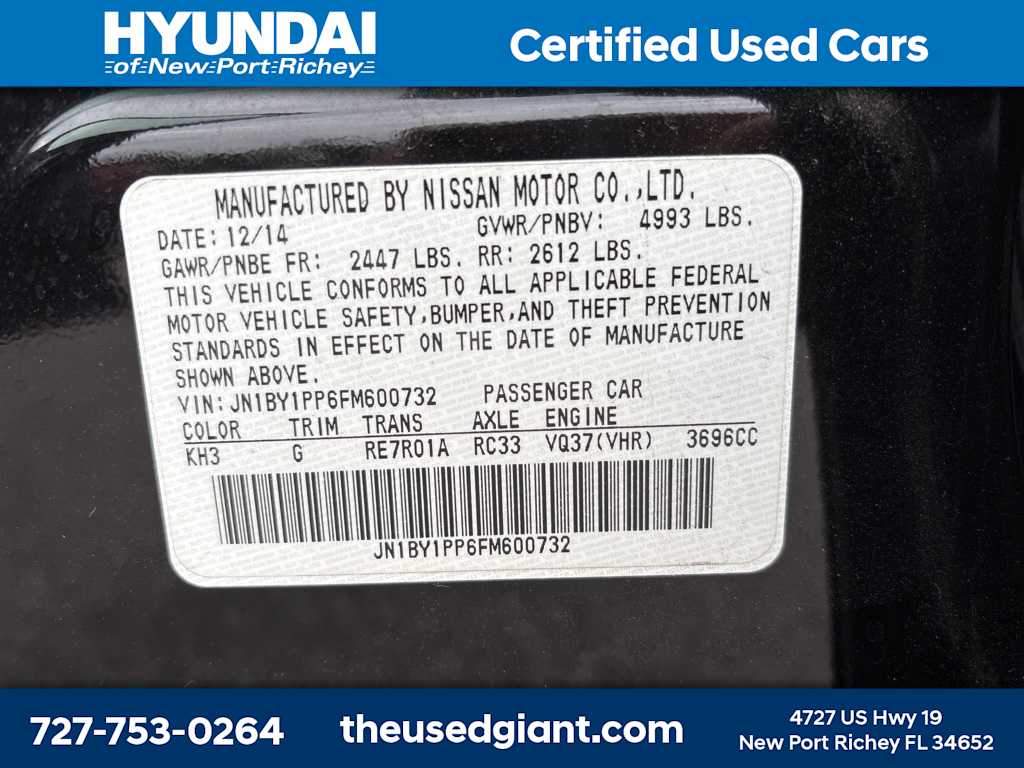 HYUNDAI
of New Port Richey
Certified Used Cars
MANUFACTURED BY NISSAN MOTOR CO.,LTD.
DATE: 12/14 GVWR/PNBV: 4993 LBS.
GAWR/PNBE FR: 2447 LBS. RR: 2612 LBS.
THIS VEHICLE CONFORMS TO ALL APPLICABLE FEDERAL
MOTOR VEHICLE SAFETY,BUMPER,AND THEFT PREVENTION
STANDARDS IN EFFECT ON THE DATE OF MANUFACTURE
SHOWN ABOVE.
VIN: JN1BY1PP6FM600732 PASSENGER CAR
COLOR TRIM TRANS AXLE ENGINE
KH3 G RE7R01A RC33 VQ37(VHR) 3696CC
JN1BY1PP6FM600732
727-753-0264
theusedgiant.com
4727 US Hwy 19
New Port Richey FL 34652